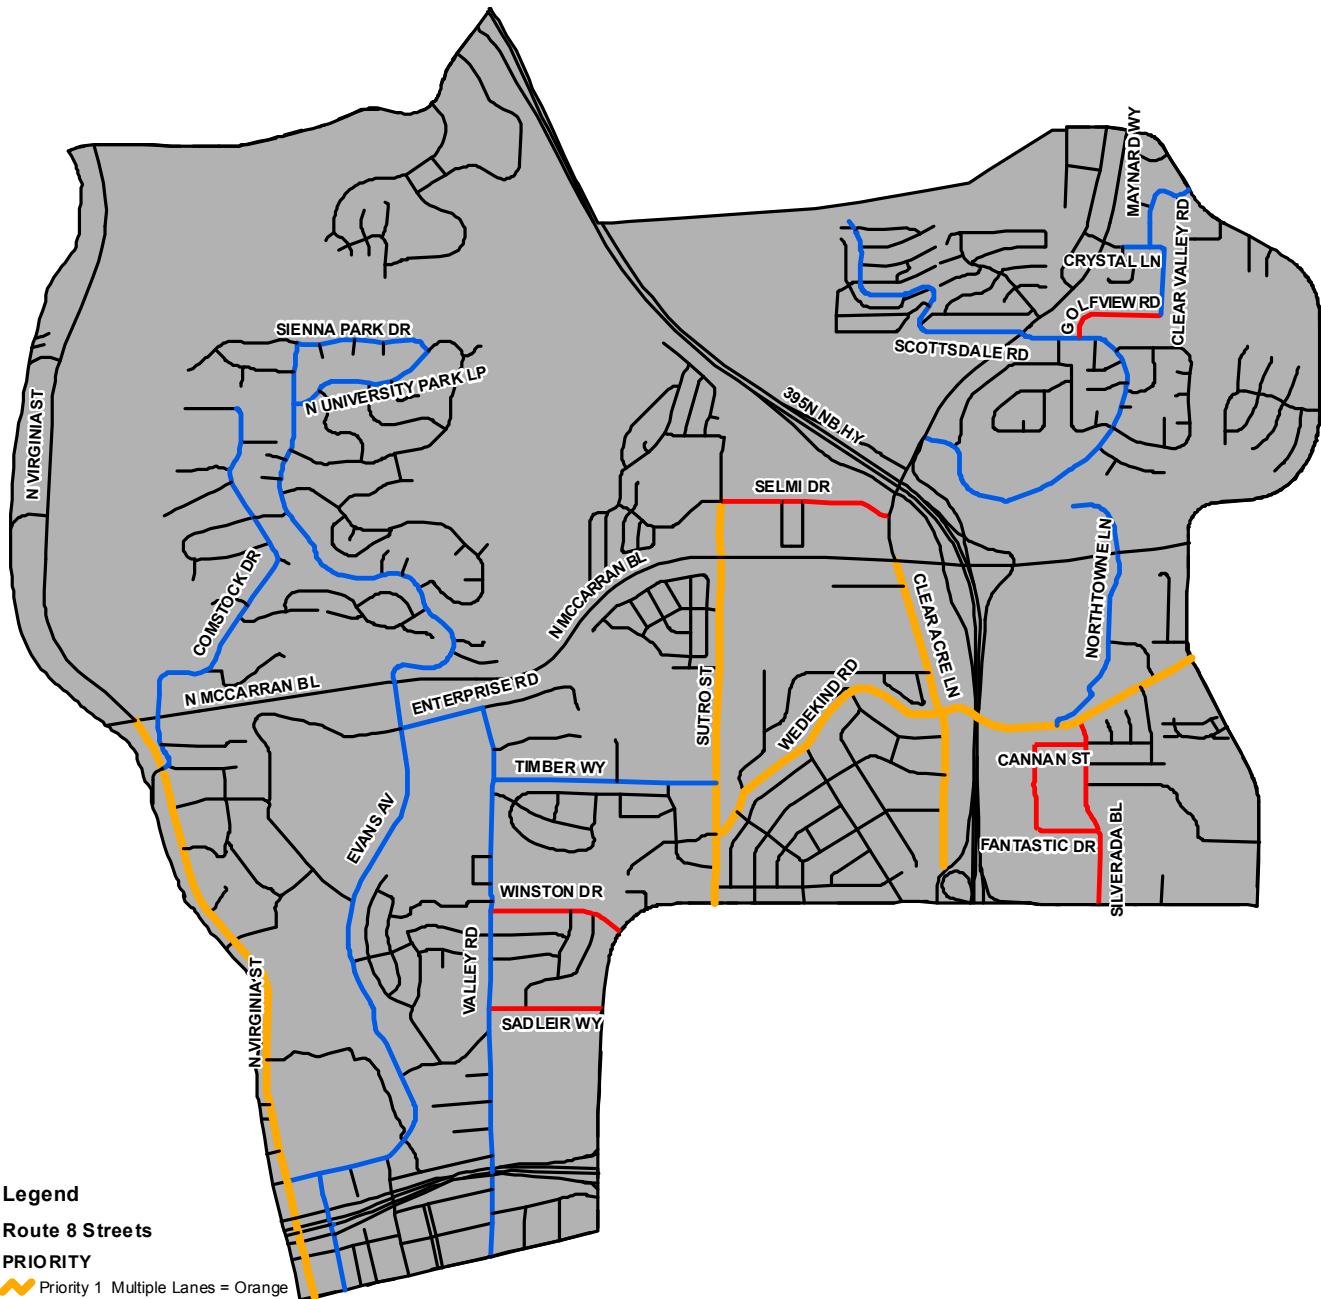 MAYNARD WY
CLEAR VALLEY RD
CRYSTAL LN
GOLFVIEW RD
SCOTTSDALE RD
SIENNA PARK DR
N UNIVERSITY PARK LP
N VIRGINIA ST
395N NB HY
SELMI DR
NORTHTOWNE LN
COMSTOCK DR
N MCCARRAN BL
CLEAR ACRE LN
N MCCARRAN BL
ENTERPRISE RD
SUTRO ST
WEDEKIND RD
CANNAN ST
TIMBER WY
EVANS AV
FANTASTIC DR
SILVERADA BL
WINSTON DR
VALLEY RD
N VIRGINIA ST
SADLEIR WY
Legend
Route 8 Streets
PRIORITY
Priority 1 Multiple Lanes = Orange